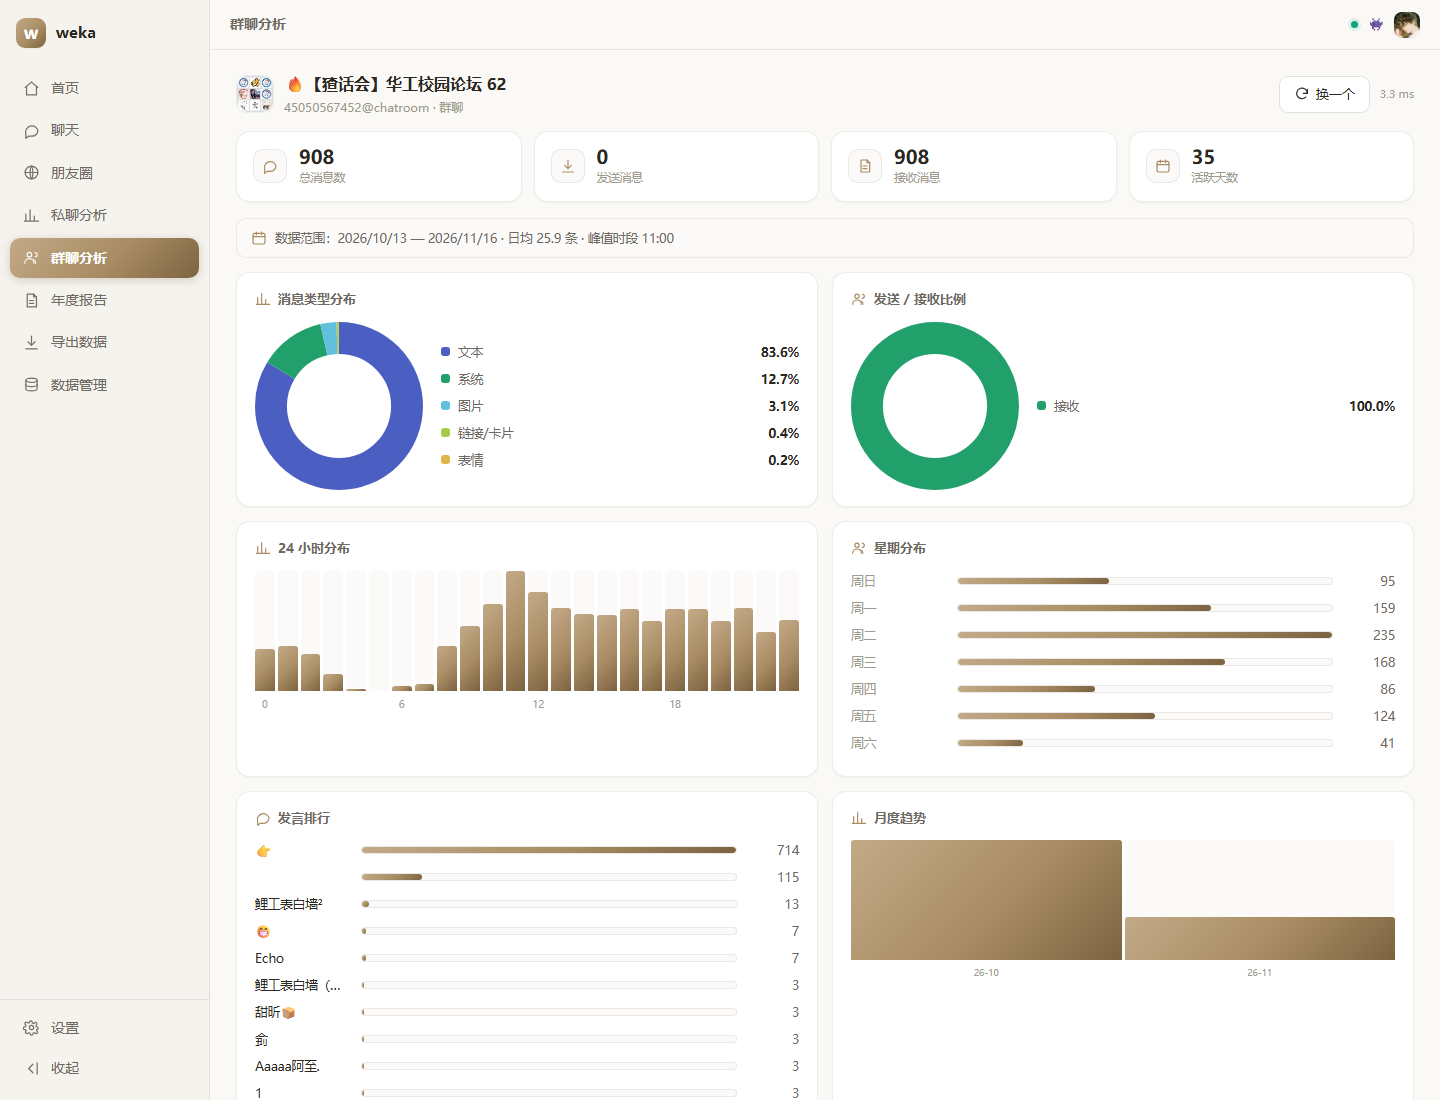 w weka
首页
聊天
朋友圈
私聊分析
群聊分析
年度报告
导出数据
数据管理
设置
收起
群聊分析
🔥【猹话会】华工校园论坛 62
45050567452@chatroom · 群聊
换一个
3.3 ms
908
总消息数
0
发送消息
908
接收消息
35
活跃天数
数据范围：2026/10/13 — 2026/11/16 · 日均 25.9 条 · 峰值时段 11:00
消息类型分布
文本 83.6%
系统 12.7%
图片 3.1%
链接/卡片 0.4%
表情 0.2%
发送 / 接收比例
接收 100.0%
24 小时分布
0 6 12 18
星期分布
周日 95
周一 159
周二 235
周三 168
周四 86
周五 124
周六 41
发言排行
👉 714
115
鲤工表白墙² 13
😁 7
Echo 7
鲤工表白墙（... 3
甜昕📦 3
俞 3
Aaaaa阿至. 3
1 3
月度趋势
26-10 26-11